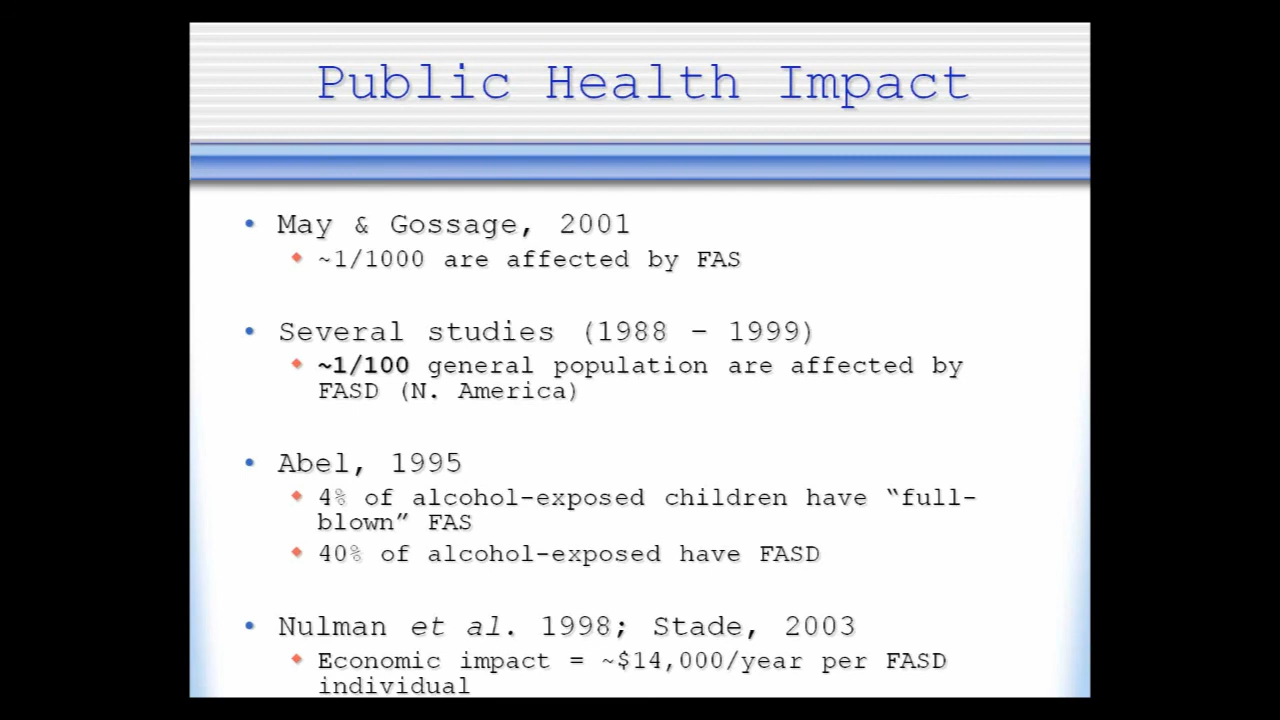 Public Health Impact
• May & Gossage, 2001
◆ ~1/1000 are affected by FAS
• Several studies (1988 – 1999)
◆ ~1/100 general population are affected by
FASD (N. America)
• Abel, 1995
◆ 4% of alcohol-exposed children have “full-
blown” FAS
◆ 40% of alcohol-exposed have FASD
• Nulman et al. 1998; Stade, 2003
◆ Economic impact = ~$14,000/year per FASD
individual